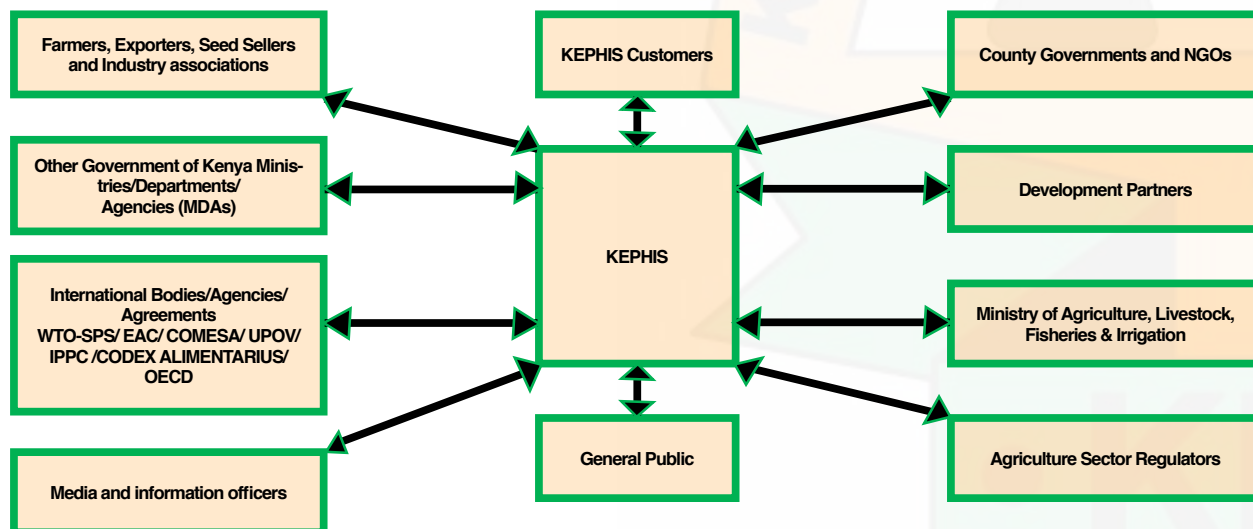 Farmers, Exporters, Seed Sellers
and Industry associations
KEPHIS Customers
County Governments and NGOs
Other Government of Kenya Minis-
tries/Departments/
Agencies (MDAs)
Development Partners
KEPHIS
International Bodies/Agencies/
Agreements
WTO-SPS/ EAC/ COMESA/ UPOV/
IPPC /CODEX ALIMENTARIUS/
OECD
Ministry of Agriculture, Livestock,
Fisheries & Irrigation
Media and information officers
General Public
Agriculture Sector Regulators